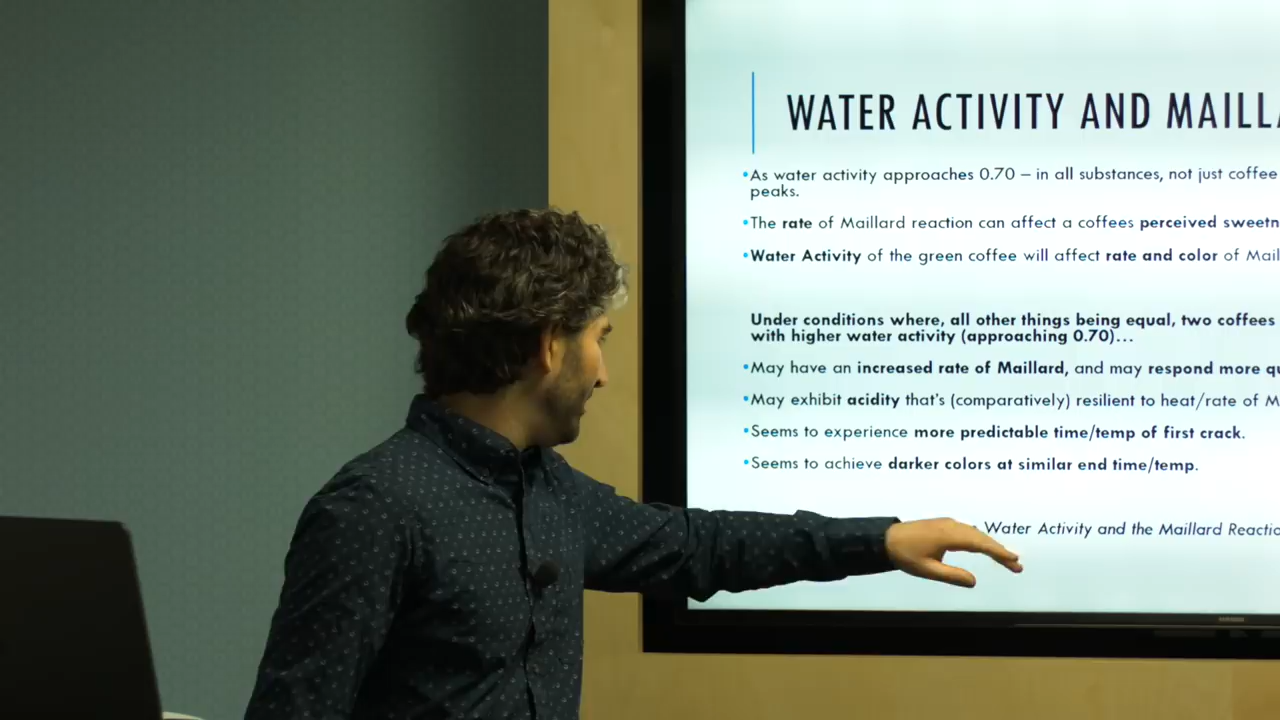 WATER ACTIVITY AND MAILLA
•As water activity approaches 0.70 – in all substances, not just coffee
peaks.
•The rate of Maillard reaction can affect a coffees perceived sweetn
•Water Activity of the green coffee will affect rate and color of Mail
Under conditions where, all other things being equal, two coffees
with higher water activity (approaching 0.70)...
•May have an increased rate of Maillard, and may respond more qu
•May exhibit acidity that's (comparatively) resilient to heat/rate of M
•Seems to experience more predictable time/temp of first crack.
•Seems to achieve darker colors at similar end time/temp.
Water Activity and the Maillard Reactio